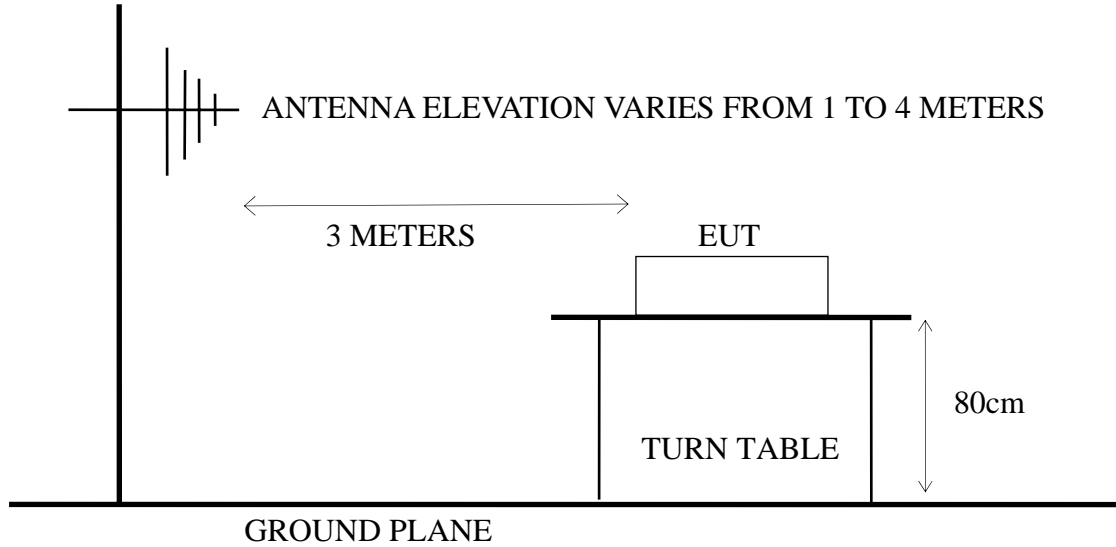 ANTENNA ELEVATION VARIES FROM 1 TO 4 METERS
3 METERS
EUT
80cm
TURN TABLE
GROUND PLANE